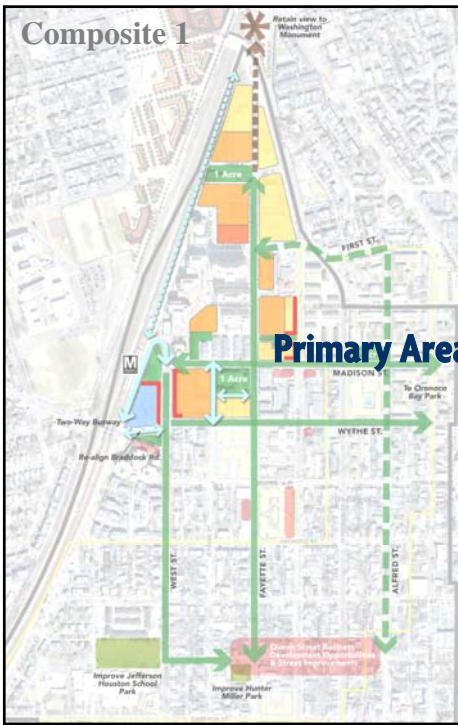 Composite 1
Retain view to
Washington
Monument
1 Acre
FIRST ST.
Primary Area
M
MADISON ST.
1 Acre
To Oronoco
Bay Park
Two-Way Busway
WYTHE ST.
Re-align Braddock Rd.
WEST ST.
FAYETTE ST.
ALFRED ST.
Queen Street Business
Development Opportunities
& Street Improvements
Improve Jefferson
Houston School
Park
Improve Hunter
Miller Park